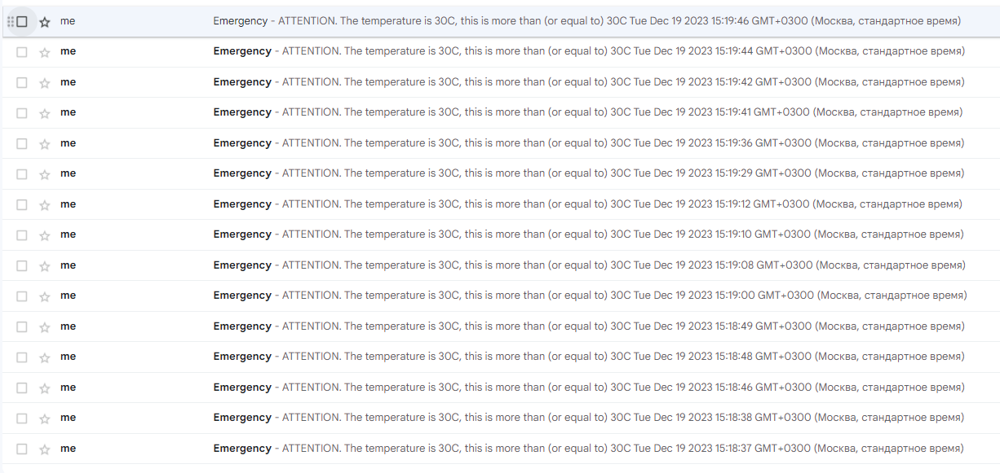 me Emergency - ATTENTION. The temperature is 30C, this is more than (or equal to) 30C Tue Dec 19 2023 15:19:46 GMT+0300 (Москва, стандартное время)
me Emergency - ATTENTION. The temperature is 30C, this is more than (or equal to) 30C Tue Dec 19 2023 15:19:44 GMT+0300 (Москва, стандартное время)
me Emergency - ATTENTION. The temperature is 30C, this is more than (or equal to) 30C Tue Dec 19 2023 15:19:42 GMT+0300 (Москва, стандартное время)
me Emergency - ATTENTION. The temperature is 30C, this is more than (or equal to) 30C Tue Dec 19 2023 15:19:41 GMT+0300 (Москва, стандартное время)
me Emergency - ATTENTION. The temperature is 30C, this is more than (or equal to) 30C Tue Dec 19 2023 15:19:36 GMT+0300 (Москва, стандартное время)
me Emergency - ATTENTION. The temperature is 30C, this is more than (or equal to) 30C Tue Dec 19 2023 15:19:29 GMT+0300 (Москва, стандартное время)
me Emergency - ATTENTION. The temperature is 30C, this is more than (or equal to) 30C Tue Dec 19 2023 15:19:12 GMT+0300 (Москва, стандартное время)
me Emergency - ATTENTION. The temperature is 30C, this is more than (or equal to) 30C Tue Dec 19 2023 15:19:10 GMT+0300 (Москва, стандартное время)
me Emergency - ATTENTION. The temperature is 30C, this is more than (or equal to) 30C Tue Dec 19 2023 15:19:08 GMT+0300 (Москва, стандартное время)
me Emergency - ATTENTION. The temperature is 30C, this is more than (or equal to) 30C Tue Dec 19 2023 15:19:00 GMT+0300 (Москва, стандартное время)
me Emergency - ATTENTION. The temperature is 30C, this is more than (or equal to) 30C Tue Dec 19 2023 15:18:49 GMT+0300 (Москва, стандартное время)
me Emergency - ATTENTION. The temperature is 30C, this is more than (or equal to) 30C Tue Dec 19 2023 15:18:48 GMT+0300 (Москва, стандартное время)
me Emergency - ATTENTION. The temperature is 30C, this is more than (or equal to) 30C Tue Dec 19 2023 15:18:46 GMT+0300 (Москва, стандартное время)
me Emergency - ATTENTION. The temperature is 30C, this is more than (or equal to) 30C Tue Dec 19 2023 15:18:38 GMT+0300 (Москва, стандартное время)
me Emergency - ATTENTION. The temperature is 30C, this is more than (or equal to) 30C Tue Dec 19 2023 15:18:37 GMT+0300 (Москва, стандартное время)